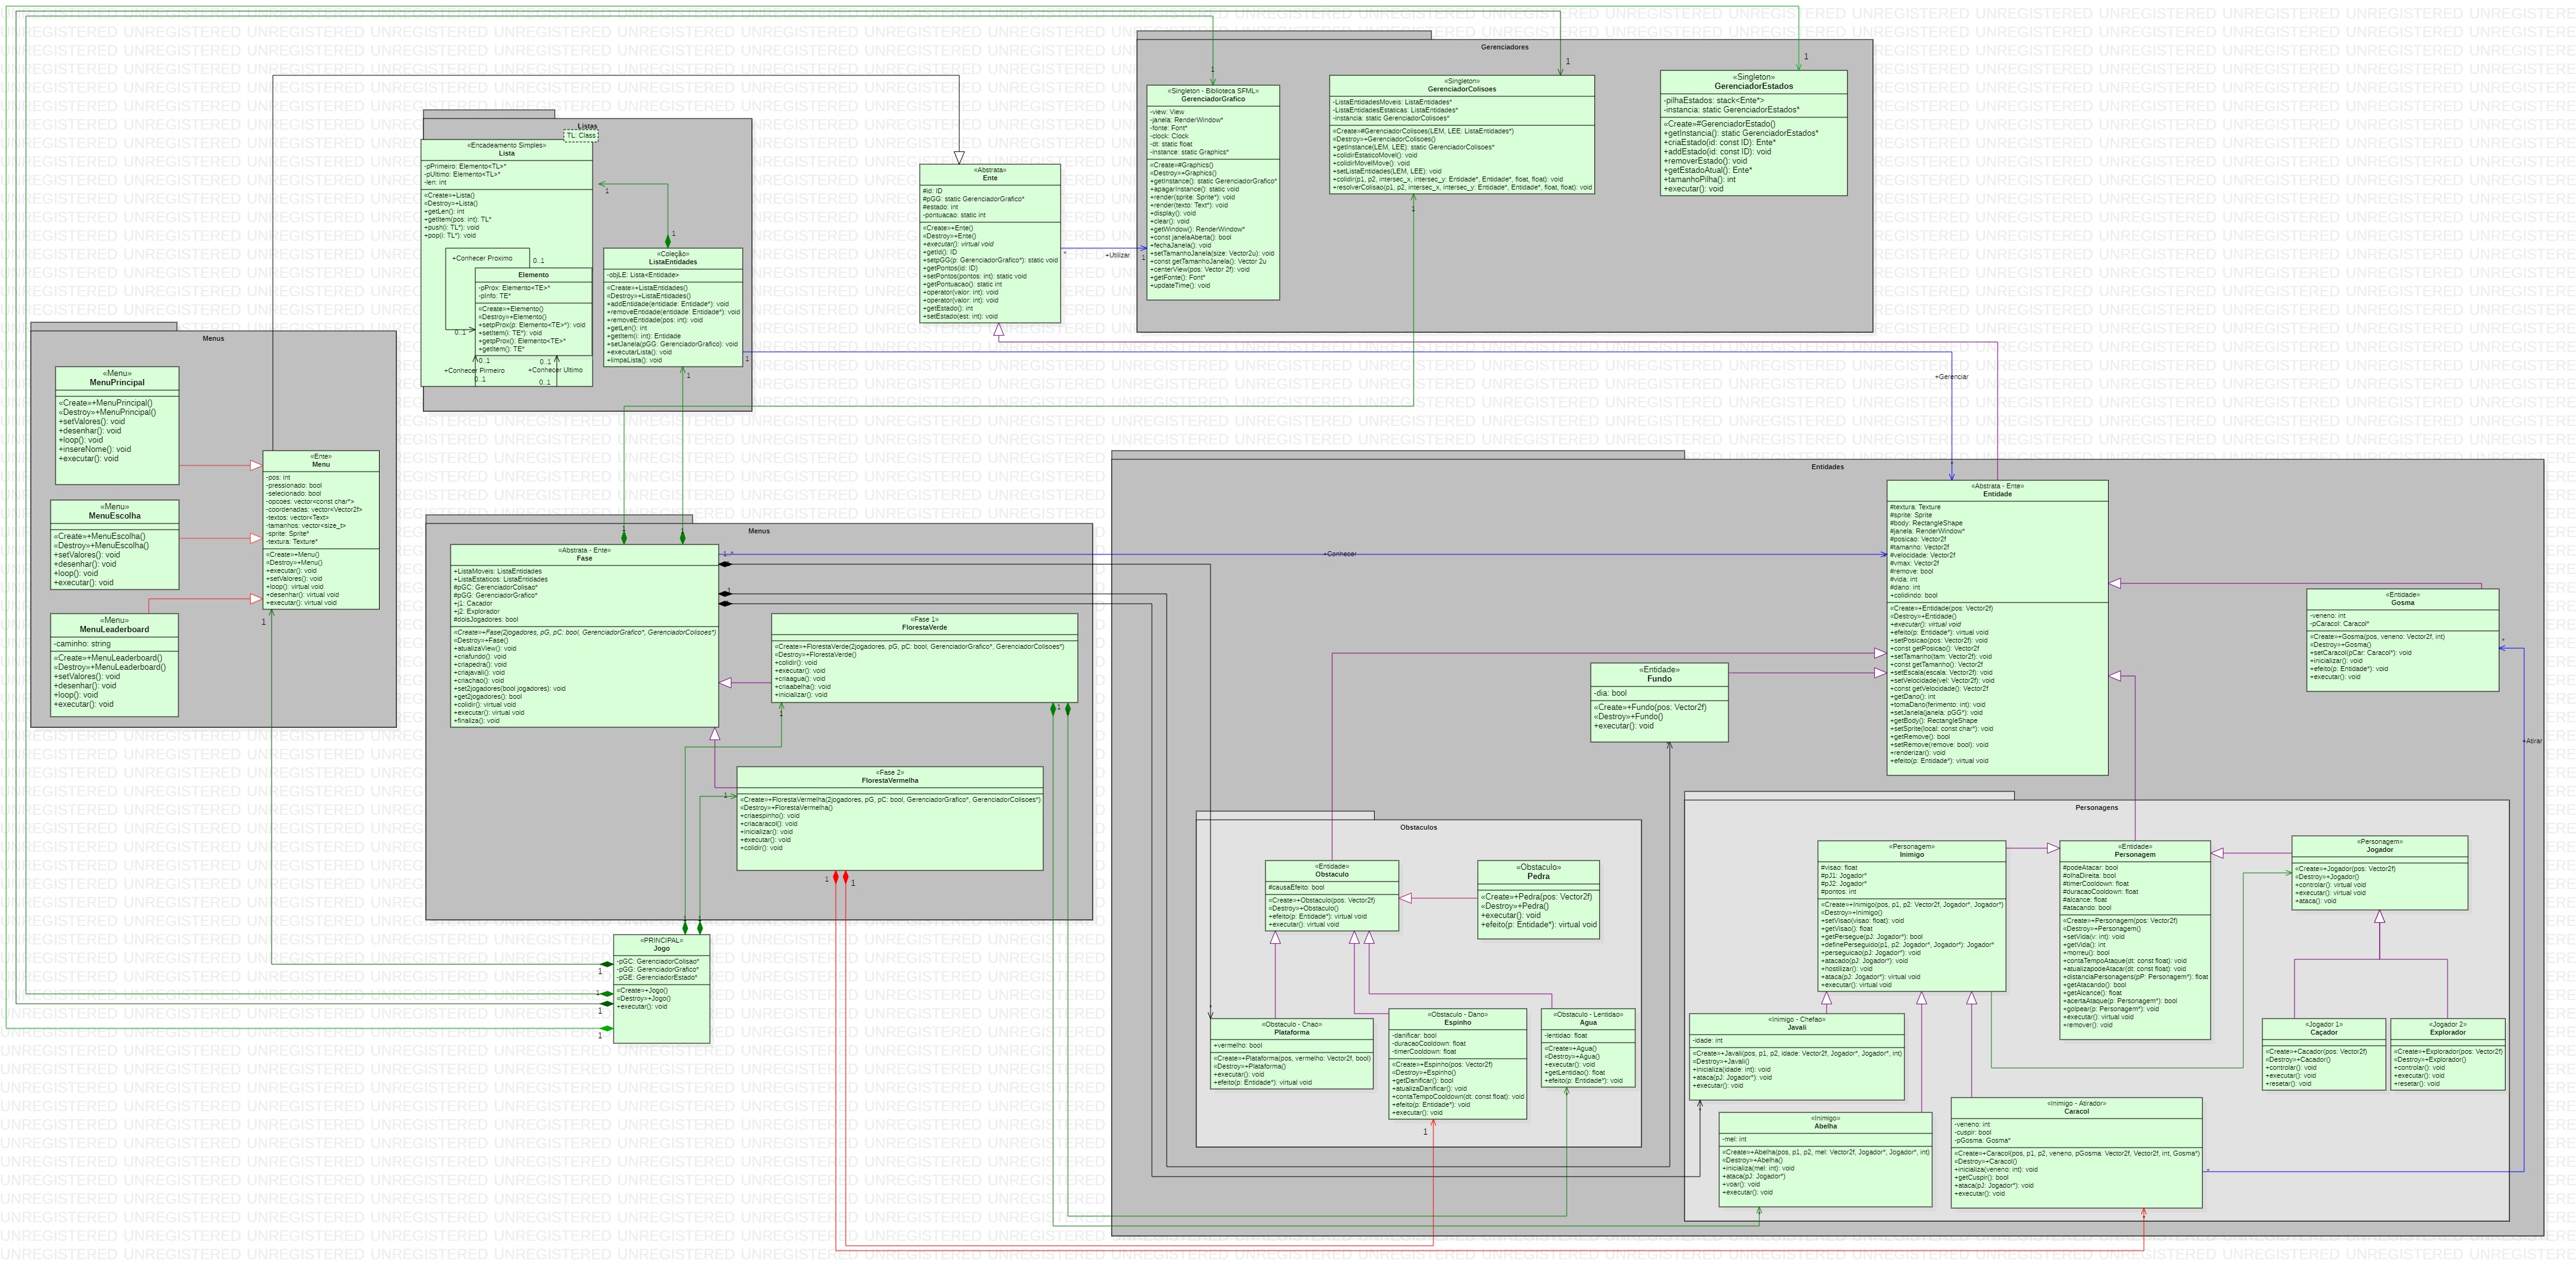 Gerenciadores
«Singleton - Biblioteca SFML»
GerenciadorGrafico
-view: View
-janela: RenderWindow*
-fonte: Font*
-clock: Clock
-dt: static float
-instance: static Graphics*
«Create»#Graphics()
«Destroy»+Graphics()
+getInstance(): static GerenciadorGrafico*
+apagarInstance(): static void
+render(sprite: Sprite*): void
+render(texto: Text*): void
+display(): void
+clear(): void
+getWindow(): RenderWindow*
+const janelaAberta(): bool
+fechaJanela(): void
+setTamanhoJanela(size: Vector2u): void
+const getTamanhoJanela(): Vector 2u
+centerView(pos: Vector 2f): void
+getFonte(): Font*
+updateTime(): void
«Singleton»
GerenciadorColisoes
-ListaEntidadesMoveis: ListaEntidades*
-ListaEntidadesEstaticas: ListaEntidades*
-instancia: static GerenciadorColisoes*
«Create»#GerenciadorColisoes(LEM, LEE: ListaEntidades*)
«Destroy»+GerenciadorColisoes()
+getInstancia(LEM, LEE): static GerenciadorColisoes*
+colidirEstaticoMovel(): void
+colidirMovelMove(): void
+setListaEntidades(LEM, LEE): void
+colidir(p1, p2, intersec_x, intersec_y: Entidade*, Entidade*, float, float): void
+resolverColisao(p1, p2, intersec_x, intersec_y: Entidade*, Entidade*, float, float): void
«Singleton»
GerenciadorEstados
-pilhaEstados: stack<Ente*>
-instancia: static GerenciadorEstados*
«Create»#GerenciadorEstado()
+getInstancia(): static GerenciadorEstados*
+criaEstado(id: const ID): Ente*
+addEstado(id: const ID): void
+removerEstado(): void
+getEstadoAtual(): Ente*
+tamanhoPilha(): int
+executar(): void
Listas
TL: Class
«Encadeamento Simples»
Lista
-pPrimeiro: Elemento<TL>*
-pUltimo: Elemento<TL>*
-len: int
«Create»+Lista()
«Destroy»+Lista()
+getLen(): int
+getItem(pos: int): TL*
+push(i: TL*): void
+pop(i: TL*): void
+Conhecer Proximo
0..1
Elemento
-pProx: Elemento<TE>*
-pInfo: TE*
«Create»+Elemento()
«Destroy»+Elemento()
+setpProx(p: Elemento<TE>*): void
+setItem(i: TE*): void
+getpProx(): Elemento<TE>*
+getItem(): TE*
0..1
0..1
0..1
+Conhecer Pirmeiro
+Conhecer Ultimo
0..1
0..1
«Coleção»
ListaEntidades
-objLE: Lista<Entidade>
«Create»+ListaEntidades()
«Destroy»+ListaEntidades()
+addEntidade(entidade: Entidade*): void
+removeEntidade(entidade: Entidade*): void
+removeEntidade(pos: int): void
+getLen(): int
+getItem(i: int): Entidade
+setJanela(pGG: GerenciadorGrafico): void
+executarLista(): void
+limpaLista(): void
«Abstrata»
Ente
#id: ID
#pGG: static GerenciadorGrafico*
#estado: int
-pontuacao: static int
«Create»+Ente()
«Destroy»+Ente()
+executar(): virtual void
+getId(): ID
+setpGG(p: GerenciadorGrafico*): static void
+getPontos(id: ID)
+setPontos(pontos: int): static void
+getPontuacao(): static int
+operator(valor: int): void
+operator(valor: int): void
+getEstado(): int
+setEstado(est: int): void
+Utilizar
+Gerenciar
Menus
«Menu»
MenuPrincipal
«Create»+MenuPrincipal()
«Destroy»+MenuPrincipal()
+setValores(): void
+desenhar(): void
+loop(): void
+insereNome(): void
+executar(): void
«Menu»
MenuEscolha
«Create»+MenuEscolha()
«Destroy»+MenuEscolha()
+setValores(): void
+desenhar(): void
+loop(): void
+executar(): void
«Menu»
MenuLeaderboard
-caminho: string
«Create»+MenuLeaderboard()
«Destroy»+MenuLeaderboard()
+setValores(): void
+desenhar(): void
+loop(): void
+executar(): void
«Ente»
Menu
-pos: int
-pressionado: bool
-selecionado: bool
-opcoes: vector<const char*>
-coordenadas: vector<Vector2f>
-textos: vector<Text>
-tamanhos: vector<size_t>
-sprite: Sprite*
-textura: Texture*
«Create»+Menu()
«Destroy»+Menu()
+executar(): void
+setValores(): void
+loop(): virtual void
+desenhar(): virtual void
+executar(): virtual void
Menus
«Abstrata - Ente»
Fase
+ListaMoveis: ListaEntidades
+ListaEstaticos: ListaEntidades
#pGC: GerenciadorColisao*
#pGG: GerenciadorGrafico*
+j1: Cacador
+j2: Explorador
#doisJogadores: bool
«Create»+Fase(2jogadores, pG, pC: bool, GerenciadorGrafico*, GerenciadorColisoes*)
«Destroy»+Fase()
+atualizaView(): void
+criafundo(): void
+criapedra(): void
+criajavali(): void
+criachao(): void
+set2jogadores(bool jogadores): void
+get2jogadores(): bool
+colidir(): virtual void
+executar(): virtual void
+finaliza(): void
«Fase 1»
FlorestaVerde
«Create»+FlorestaVerde(2jogadores, pG, pC: bool, GerenciadorGrafico*, GerenciadorColisoes*)
«Destroy»+FlorestaVerde()
+colidir(): void
+executar(): void
+criaagua(): void
+criaabelha(): void
+inicializar(): void
«Fase 2»
FlorestaVermelha
«Create»+FlorestaVermelha(2jogadores, pG, pC: bool, GerenciadorGrafico*, GerenciadorColisoes*)
«Destroy»+FlorestaVermelha()
+criaespinho(): void
+criacaracol(): void
+inicializar(): void
+executar(): void
+colidir(): void
«PRINCIPAL»
Jogo
-pGC: GerenciadorColisao*
-pGG: GerenciadorGrafico*
-pGE: GerenciadorEstado*
«Create»+Jogo()
«Destroy»+Jogo()
+executar(): void
+Conhecer
Entidades
«Abstrata - Ente»
Entidade
#textura: Texture
#sprite: Sprite
#body: RectangleShape
#janela: RenderWindow*
#posicao: Vector2f
#tamanho: Vector2f
#velocidade: Vector2f
#vmax: Vector2f
#remove: bool
#vida: int
#dano: int
+colidindo: bool
«Create»+Entidade(pos: Vector2f)
«Destroy»+Entidade()
+executar(): virtual void
+efeito(p: Entidade*): virtual void
+setPosicao(pos: Vector2f): void
+const getPosicao(): Vector2f
+setTamanho(tam: Vector2f): void
+const getTamanho(): Vector2f
+setEscala(escala: Vector2f): void
+setVelocidade(vel: Vector2f): void
+const getVelocidade(): Vector2f
+getDano(): int
+tomaDano(ferimento: int): void
+setJanela(janela: pGG*): void
+getBody(): RectangleShape
+setSprite(local: const char*): void
+getRemove(): bool
+setRemove(remove: bool): void
+renderizar(): void
+efeito(p: Entidade*): virtual void
«Entidade»
Gosma
-veneno: int
-pCaracol: Caracol*
«Create»+Gosma(pos, veneno: Vector2f, int)
«Destroy»+Gosma()
+setCaracol(pCar: Caracol*): void
+inicializar(): void
+efeito(p: Entidade*): void
+executar(): void
+Atirar
«Entidade»
Fundo
-dia: bool
«Create»+Fundo(pos: Vector2f)
«Destroy»+Fundo()
+executar(): void
Obstaculos
«Entidade»
Obstaculo
#causaEfeito: bool
«Create»+Obstaculo(pos: Vector2f)
«Destroy»+Obstaculo()
+efeito(p: Entidade*): virtual void
+executar(): virtual void
«Obstaculo»
Pedra
«Create»+Pedra(pos: Vector2f)
«Destroy»+Pedra()
+executar(): void
+efeito(p: Entidade*): virtual void
«Obstaculo - Chao»
Plataforma
+vermelho: bool
«Create»+Plataforma(pos, vermelho: Vector2f, bool)
«Destroy»+Plataforma()
+executar(): void
+efeito(p: Entidade*): virtual void
«Obstaculo - Dano»
Espinho
-danificar: bool
-duracaoCooldown: float
-timerCooldown: float
«Create»+Espinho(pos: Vector2f)
«Destroy»+Espinho()
+getDanificar(): bool
+atualizaDanificar(): void
+contaTempoCooldown(dt: const float): void
+efeito(p: Entidade*): void
+executar(): void
«Obstaculo - Lentidao»
Agua
-lentidao: float
«Create»+Agua()
«Destroy»+Agua()
+executar(): void
+getLentidao(): float
+efeito(p: Entidade*): void
Personagens
«Personagem»
Inimigo
#visao: float
#pJ1: Jogador*
#pJ2: Jogador*
#pontos: int
«Create»+Inimigo(pos, p1, p2: Vector2f, Jogador*, Jogador*)
«Destroy»+Inimigo()
+setVisao(visao: float): void
+getVisao(): float
+getPersegue(pJ: Jogador*): bool
+definePerseguido(p1, p2: Jogador*, Jogador*): Jogador*
+perseguicao(pJ: Jogador*): void
+atacado(pJ: Jogador*): void
+hostilizar(): void
+ataca(pJ: Jogador*): virtual void
+executar(): virtual void
«Entidade»
Personagem
#podeAtacar: bool
#olhaDireita: bool
#timerCooldown: float
#duracaoCooldown: float
#alcance: float
#atacando: bool
«Create»+Personagem(pos: Vector2f)
«Destroy»+Personagem()
+setVida(v: int): void
+getVida(): int
+morreu(): bool
+contaTempoAtaque(dt: const float): void
+atualizapodeAtacar(dt: const float): void
+distanciaPersonagens(pP: Personagem*): float
+getAtacando(): bool
+getAlcance(): float
+acertaAtaque(p: Personagem*): bool
+golpear(p: Personagem*): void
+executar(): virtual void
+remover(): void
«Personagem»
Jogador
«Create»+Jogador(pos: Vector2f)
«Destroy»+Jogador()
+controlar(): virtual void
+executar(): virtual void
+ataca(): void
«Jogador 1»
Caçador
«Create»+Cacador(pos: Vector2f)
«Destroy»+Cacador()
+controlar(): void
+executar(): void
+resetar(): void
«Jogador 2»
Explorador
«Create»+Explorador(pos: Vector2f)
«Destroy»+Explorador()
+controlar(): void
+executar(): void
+resetar(): void
«Inimigo - Chefao»
Javali
-idade: int
«Create»+Javali(pos, p1, p2, idade: Vector2f, Jogador*, Jogador*, int)
«Destroy»+Javali()
+inicializa(idade: int): void
+ataca(pJ: Jogador*): void
+executar(): void
«Inimigo»
Abelha
-mel: int
«Create»+Abelha(pos, p1, p2, mel: Vector2f, Jogador*, Jogador*, int)
«Destroy»+Abelha()
+inicializa(mel: int): void
+ataca(pJ: Jogador*)
+voar(): void
+executar(): void
«Inimigo - Atirador»
Caracol
-veneno: int
-cuspir: bool
-pGosma: Gosma*
«Create»+Caracol(pos, p1, p2, veneno, pGosma: Vector2f, Vector2f, int, Gosma*)
«Destroy»+Caracol()
+inicializa(veneno: int): void
+getCuspir(): bool
+ataca(pJ: Jogador*): void
+executar(): void